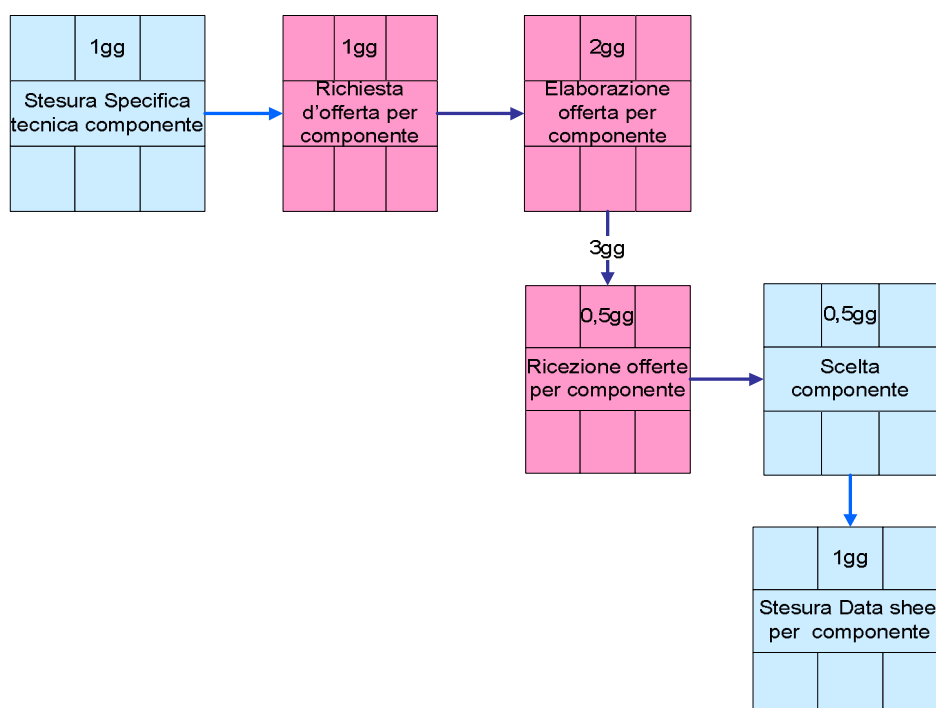 1gg
Stesura Specifica
tecnica componente
1gg
Richiesta
d'offerta per
componente
2gg
Elaborazione
offerta per
componente
3gg
0,5gg
Ricezione offerte
per componente
0,5gg
Scelta
componente
1gg
Stesura Data shee
per componente